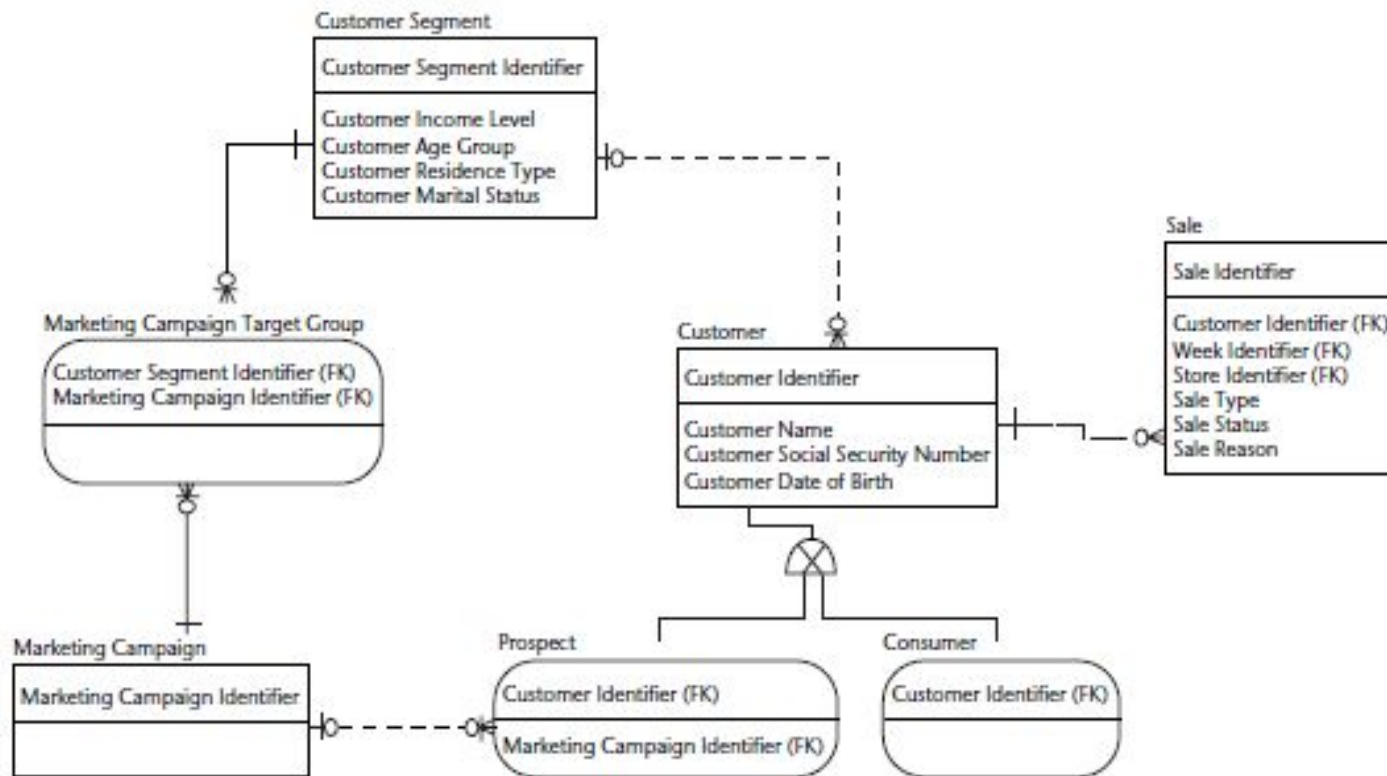 Customer Segment
Customer Segment Identifier
Customer Income Level
Customer Age Group
Customer Residence Type
Customer Marital Status
Sale
Sale Identifier
Customer Identifier (FK)
Week Identifier (FK)
Store Identifier (FK)
Sale Type
Sale Status
Sale Reason
Marketing Campaign Target Group
Customer Segment Identifier (FK)
Marketing Campaign Identifier (FK)
Customer
Customer Identifier
Customer Name
Customer Social Security Number
Customer Date of Birth
Marketing Campaign
Marketing Campaign Identifier
Prospect
Customer Identifier (FK)
Marketing Campaign Identifier (FK)
Consumer
Customer Identifier (FK)